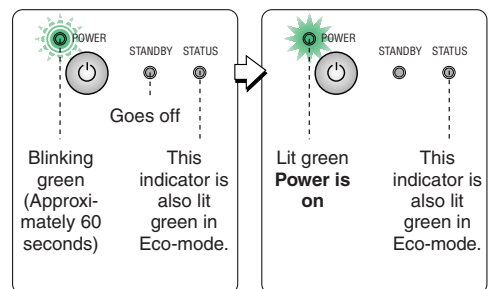 POWER
STANDBY STATUS
Goes off
Blinking
green
(Approxi-
mately 60
seconds)
This
indicator is
also lit
green in
Eco-mode.
POWER
STANDBY STATUS
Lit green
Power is
on
This
indicator is
also lit
green in
Eco-mode.